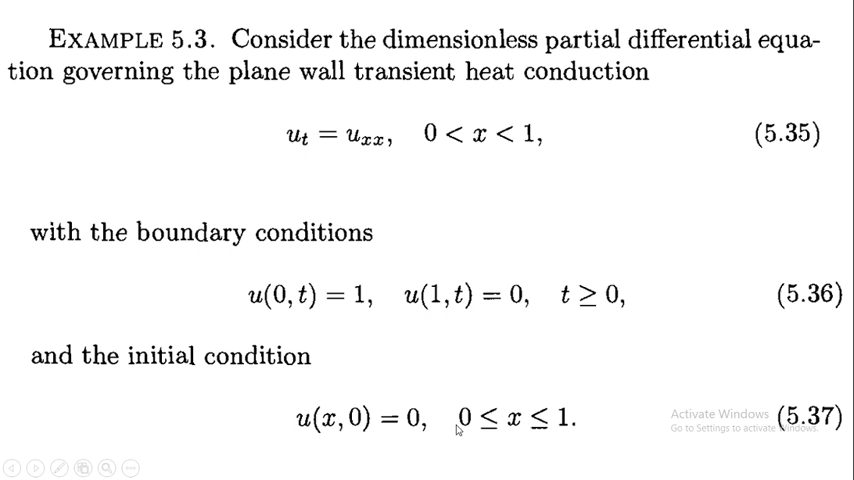 EXAMPLE 5.3. Consider the dimensionless partial differential equa-
tion governing the plane wall transient heat conduction
u_t = u_{xx}, 0 < x < 1, (5.35)
with the boundary conditions
u(0, t) = 1, u(1, t) = 0, t ≥ 0, (5.36)
and the initial condition
u(x, 0) = 0, 0 ≤ x ≤ 1. (5.37)
Activate Windows
Go to Settings to activate Windows.